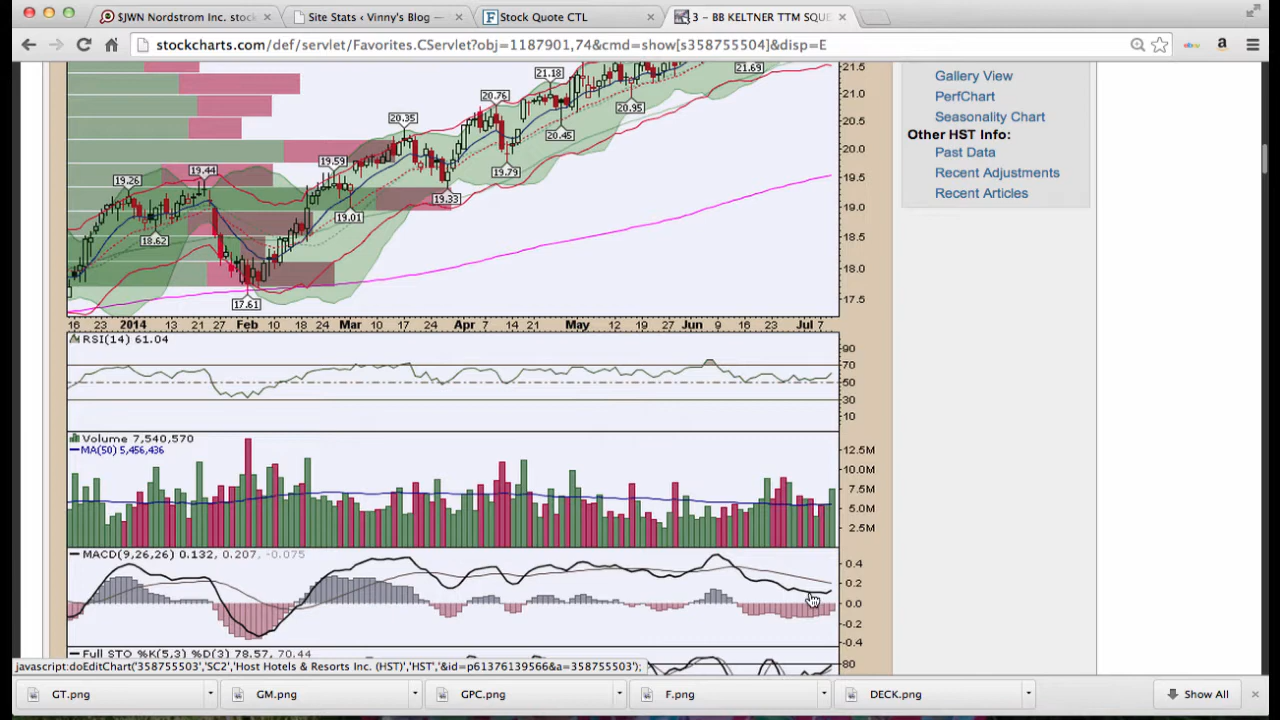 $JWN Nordstrom Inc. stoc
Site Stats ‹ Vinny's Blog —
Stock Quote CTL
3 – BB KELTNER TTM SQUE
stockcharts.com/def/servlet/Favorites.CServlet?obj=1187901,74&cmd=show[s358755504]&disp=E
Gallery View
PerfChart
Seasonality Chart
Other HST Info:
Past Data
Recent Adjustments
Recent Articles
21.5
21.0
20.5
20.0
19.5
19.0
18.5
18.0
17.5
21.69
21.18
20.95
20.76
20.45
20.35
19.79
19.59
19.44
19.33
19.26
19.01
18.62
17.61
16 23 2014 13 21 27 Feb 10 18 24 Mar 10 17 24 Apr 7 14 21 May 12 19 27 Jun 9 16 23 Jul 7
RSI(14) 61.04
90
70
50
30
10
Volume 7,540,570
MA(50) 5,456,436
12.5M
10.0M
7.5M
5.0M
2.5M
MACD(9,26,26) 0.132, 0.207, -0.075
0.4
0.2
0.0
-0.2
-0.4
Full STO %K(5,3) %D(3) 78.57, 70.44
80
javascript:doEditChart('358755503','SC2','Host Hotels & Resorts Inc. (HST)','HST','&id=p61376139566&a=358755503');
GT.png
GM.png
GPC.png
F.png
DECK.png
Show All